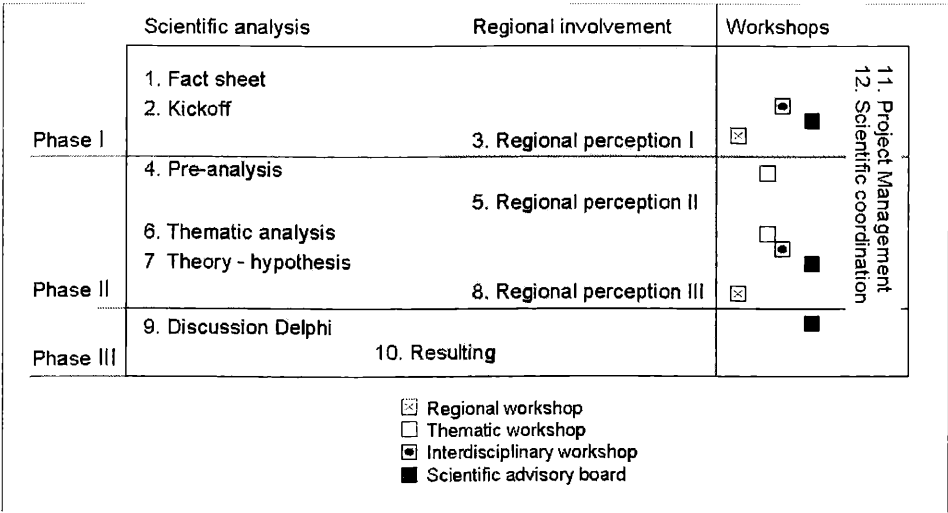 Scientific analysis
Regional involvement
Workshops
1. Fact sheet
2. Kickoff
Phase I
3. Regional perception I
4. Pre-analysis
5. Regional perception II
6. Thematic analysis
7 Theory - hypothesis
Phase II
8. Regional perception III
9. Discussion Delphi
Phase III
10. Resulting
11. Project Management
12. Scientific coordination
Regional workshop
Thematic workshop
Interdisciplinary workshop
Scientific advisory board